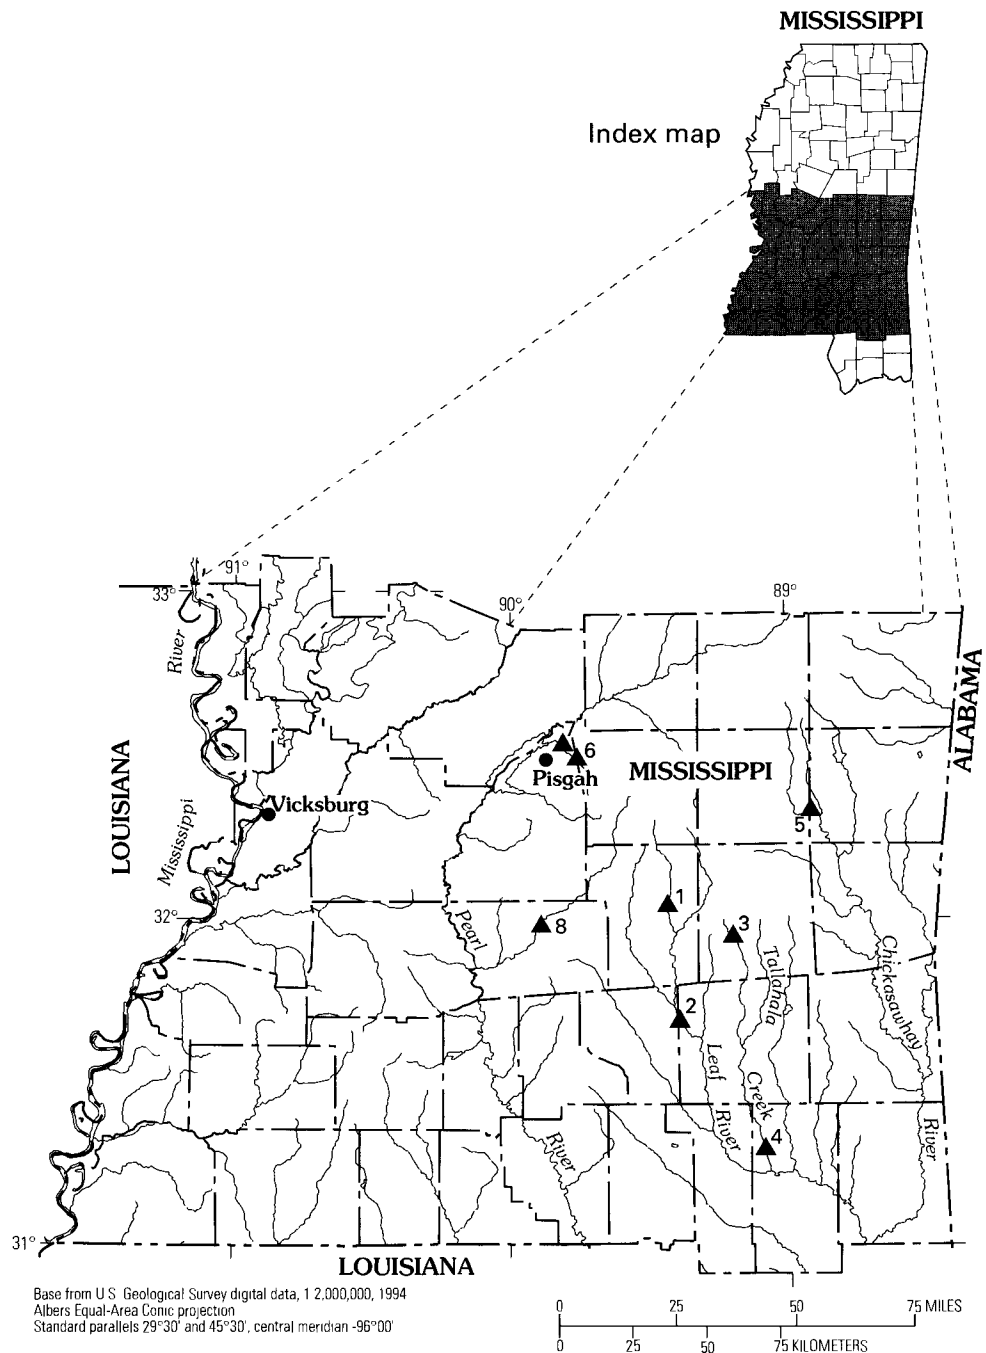 MISSISSIPPI
Index map
91°
33°
90°
89°
River
ALABAMA
7
6
Pisgah
MISSISSIPPI
LOUISIANA
Vicksburg
5
Mississippi
32°
1
Pearl
8
3
Tallahala
Chickasawhay
2
Leaf
Creek
River
River
4
River
31°
LOUISIANA
Base from U S Geological Survey digital data, 1 2,000,000, 1994
Albers Equal-Area Conic projection
Standard parallels 29°30' and 45°30', central meridian -96°00'
0 25 50 75 MILES
0 25 50 75 KILOMETERS